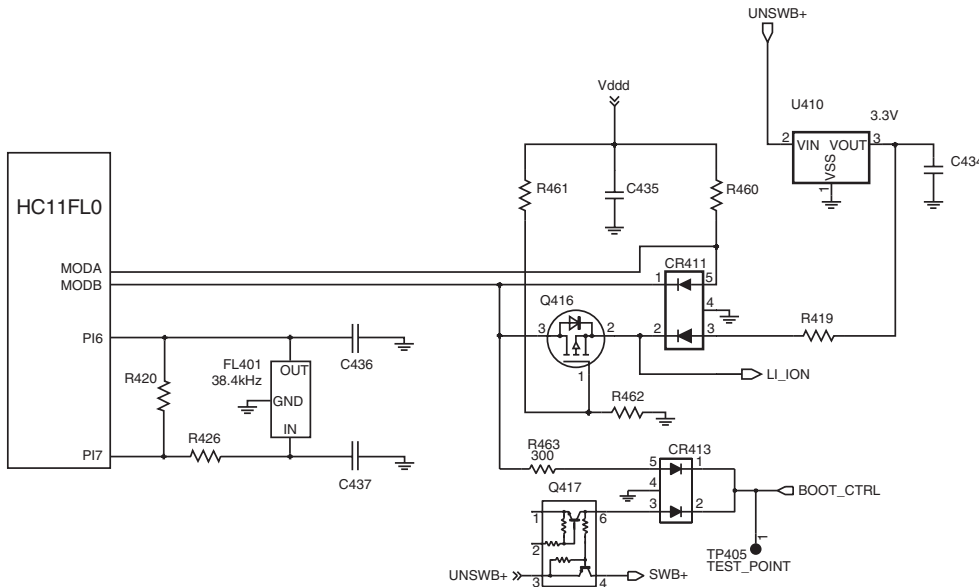 UNSWB+
Vddd
U410
3.3V
2 VIN VOUT 3
VSS
1
C434
R461
C435
R460
HC11FL0
MODA
MODB
CR411
1 5
4
2 3
Q416
3 2
1
R419
LI_ION
R462
PI6
C436
FL401
38.4kHz
OUT
GND
IN
R420
R426
PI7
C437
R463
300
CR413
5 1
4
3 2
BOOT_CTRL
Q417
1 6
2
3 4
UNSWB+
SWB+
1
TP405
TEST_POINT